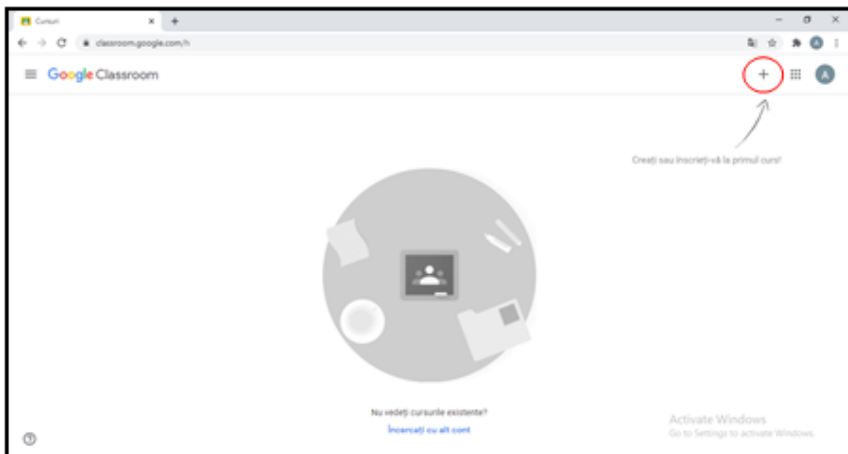 Cursuri
classroom.google.com/h
Google Classroom
A
A
Creați sau înscrieți-vă la primul curs!
Nu vedeți cursurile existente?
Încercați cu alt cont
Activate Windows
Go to Settings to activate Windows.